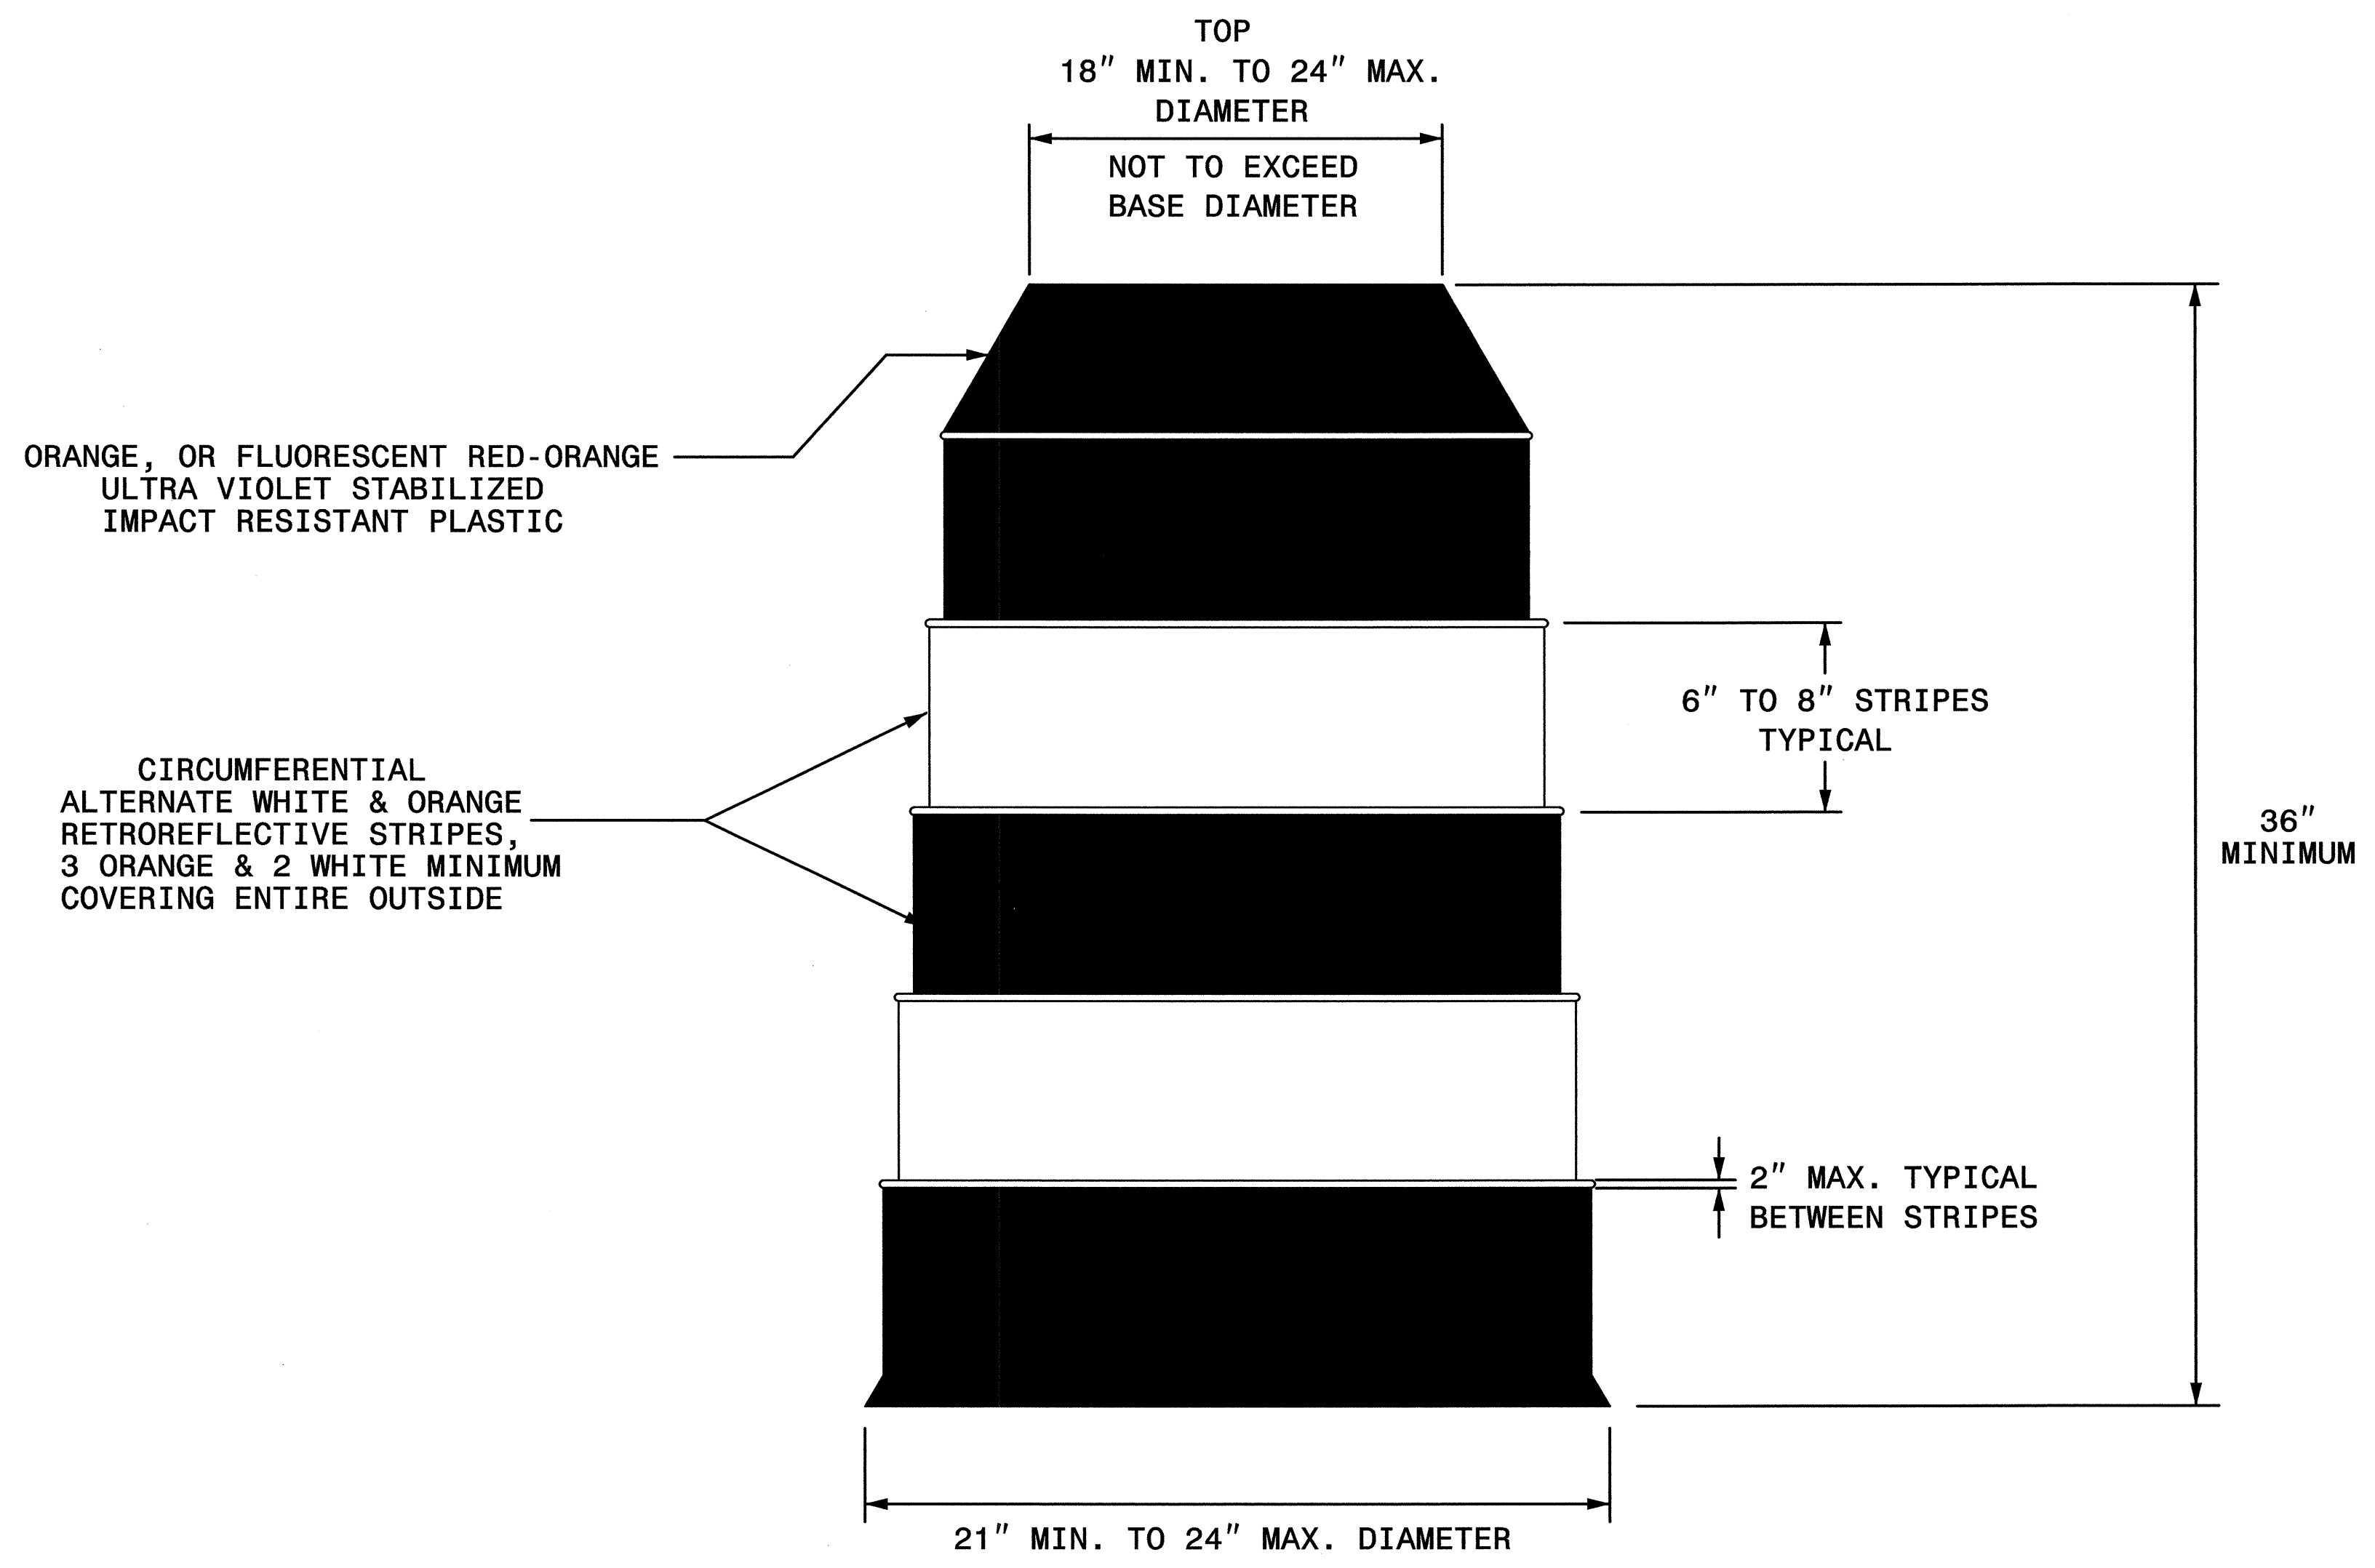 TOP
18" MIN. TO 24" MAX.
DIAMETER
NOT TO EXCEED
BASE DIAMETER
ORANGE, OR FLUORESCENT RED-ORANGE
ULTRA VIOLET STABILIZED
IMPACT RESISTANT PLASTIC
6" TO 8" STRIPES
TYPICAL
CIRCUMFERENTIAL
ALTERNATE WHITE & ORANGE
RETROREFLECTIVE STRIPES,
3 ORANGE & 2 WHITE MINIMUM
COVERING ENTIRE OUTSIDE
36"
MINIMUM
2" MAX. TYPICAL
BETWEEN STRIPES
21" MIN. TO 24" MAX. DIAMETER